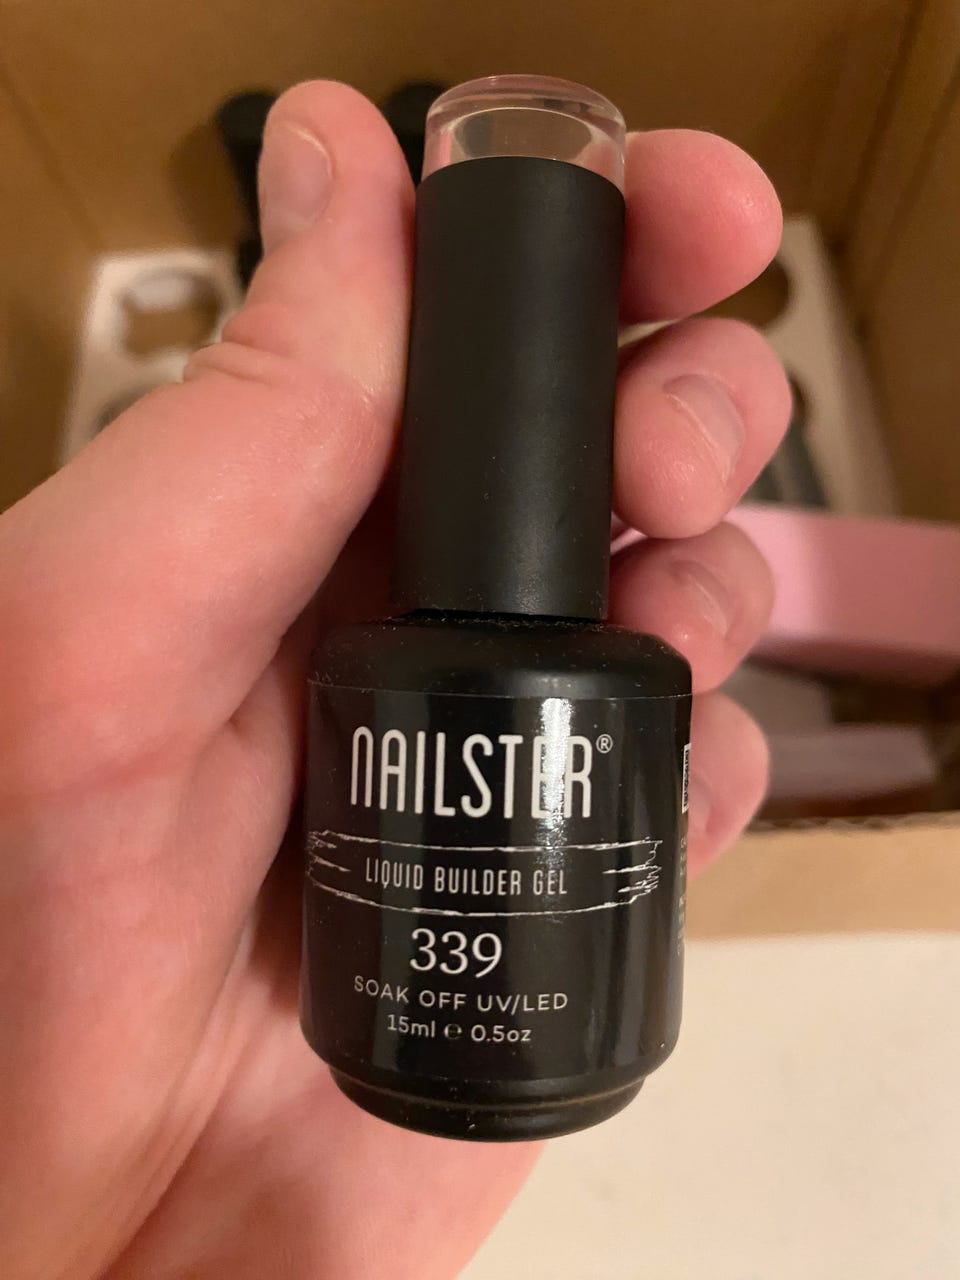 NAILSTER®
LIQUID BUILDER GEL
339
SOAK OFF UV/LED
15ml ℮ 0.5oz